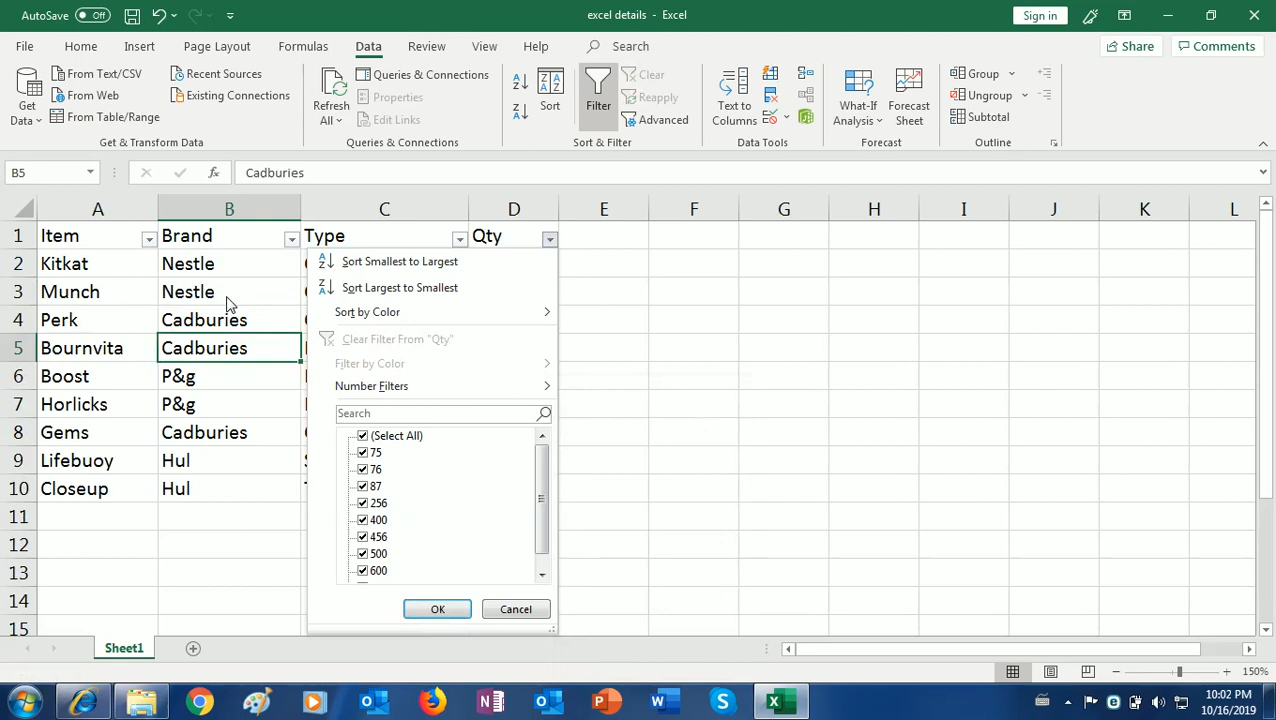 AutoSave Off excel details - Excel Sign in
File Home Insert Page Layout Formulas Data Review View Help Search Share Comments
Get Data
From Text/CSV
From Web
From Table/Range
Recent Sources
Existing Connections
Get & Transform Data
Refresh All
Queries & Connections
Properties
Edit Links
Queries & Connections
Sort
Filter
Clear
Reapply
Advanced
Sort & Filter
Text to Columns
Data Tools
What-If Analysis
Forecast Sheet
Forecast
Group
Ungroup
Subtotal
Outline
B5 fx Cadburies
A B C D E F G H I J K L
1 Item Brand Type Qty
2 Kitkat Nestle
3 Munch Nestle
4 Perk Cadburies
5 Bournvita Cadburies
6 Boost P&g
7 Horlicks P&g
8 Gems Cadburies
9 Lifebuoy Hul
10 Closeup Hul
11
12
13
14
15
Sort Smallest to Largest
Sort Largest to Smallest
Sort by Color
Clear Filter From "Qty"
Filter by Color
Number Filters
Search
(Select All)
75
76
87
256
400
456
500
600
OK Cancel
Sheet1
150%
10:02 PM
10/16/2019